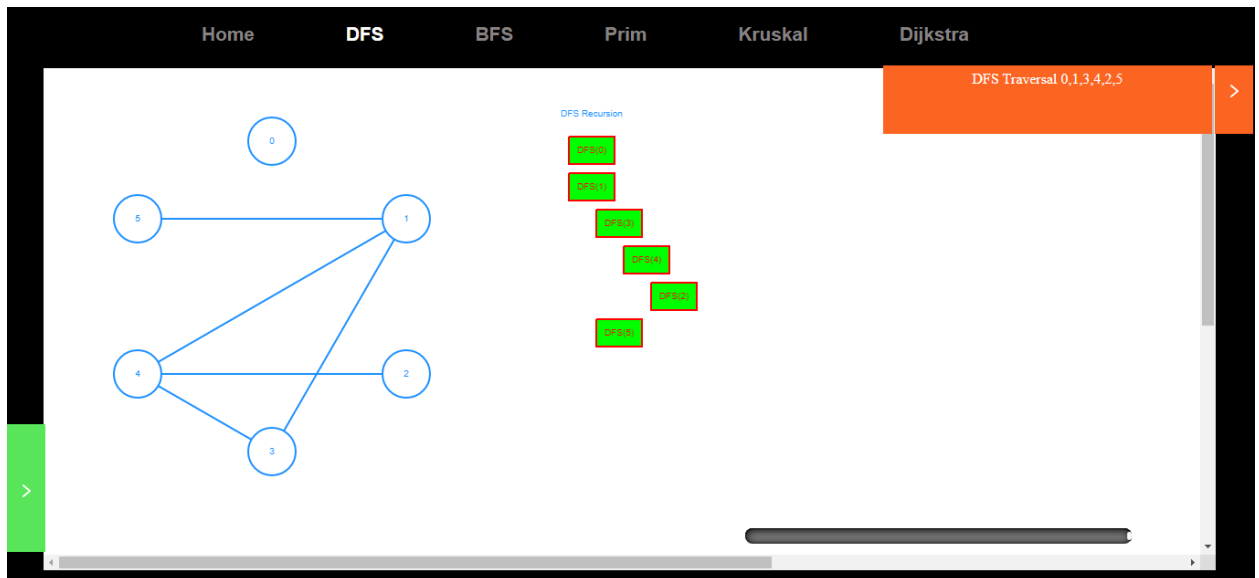 Home DFS BFS Prim Kruskal Dijkstra
DFS Traversal 0,1,3,4,2,5
DFS Recursion
0
DFS(0)
DFS(1)
5
1
DFS(3)
DFS(4)
DFS(2)
DFS(5)
4
2
3